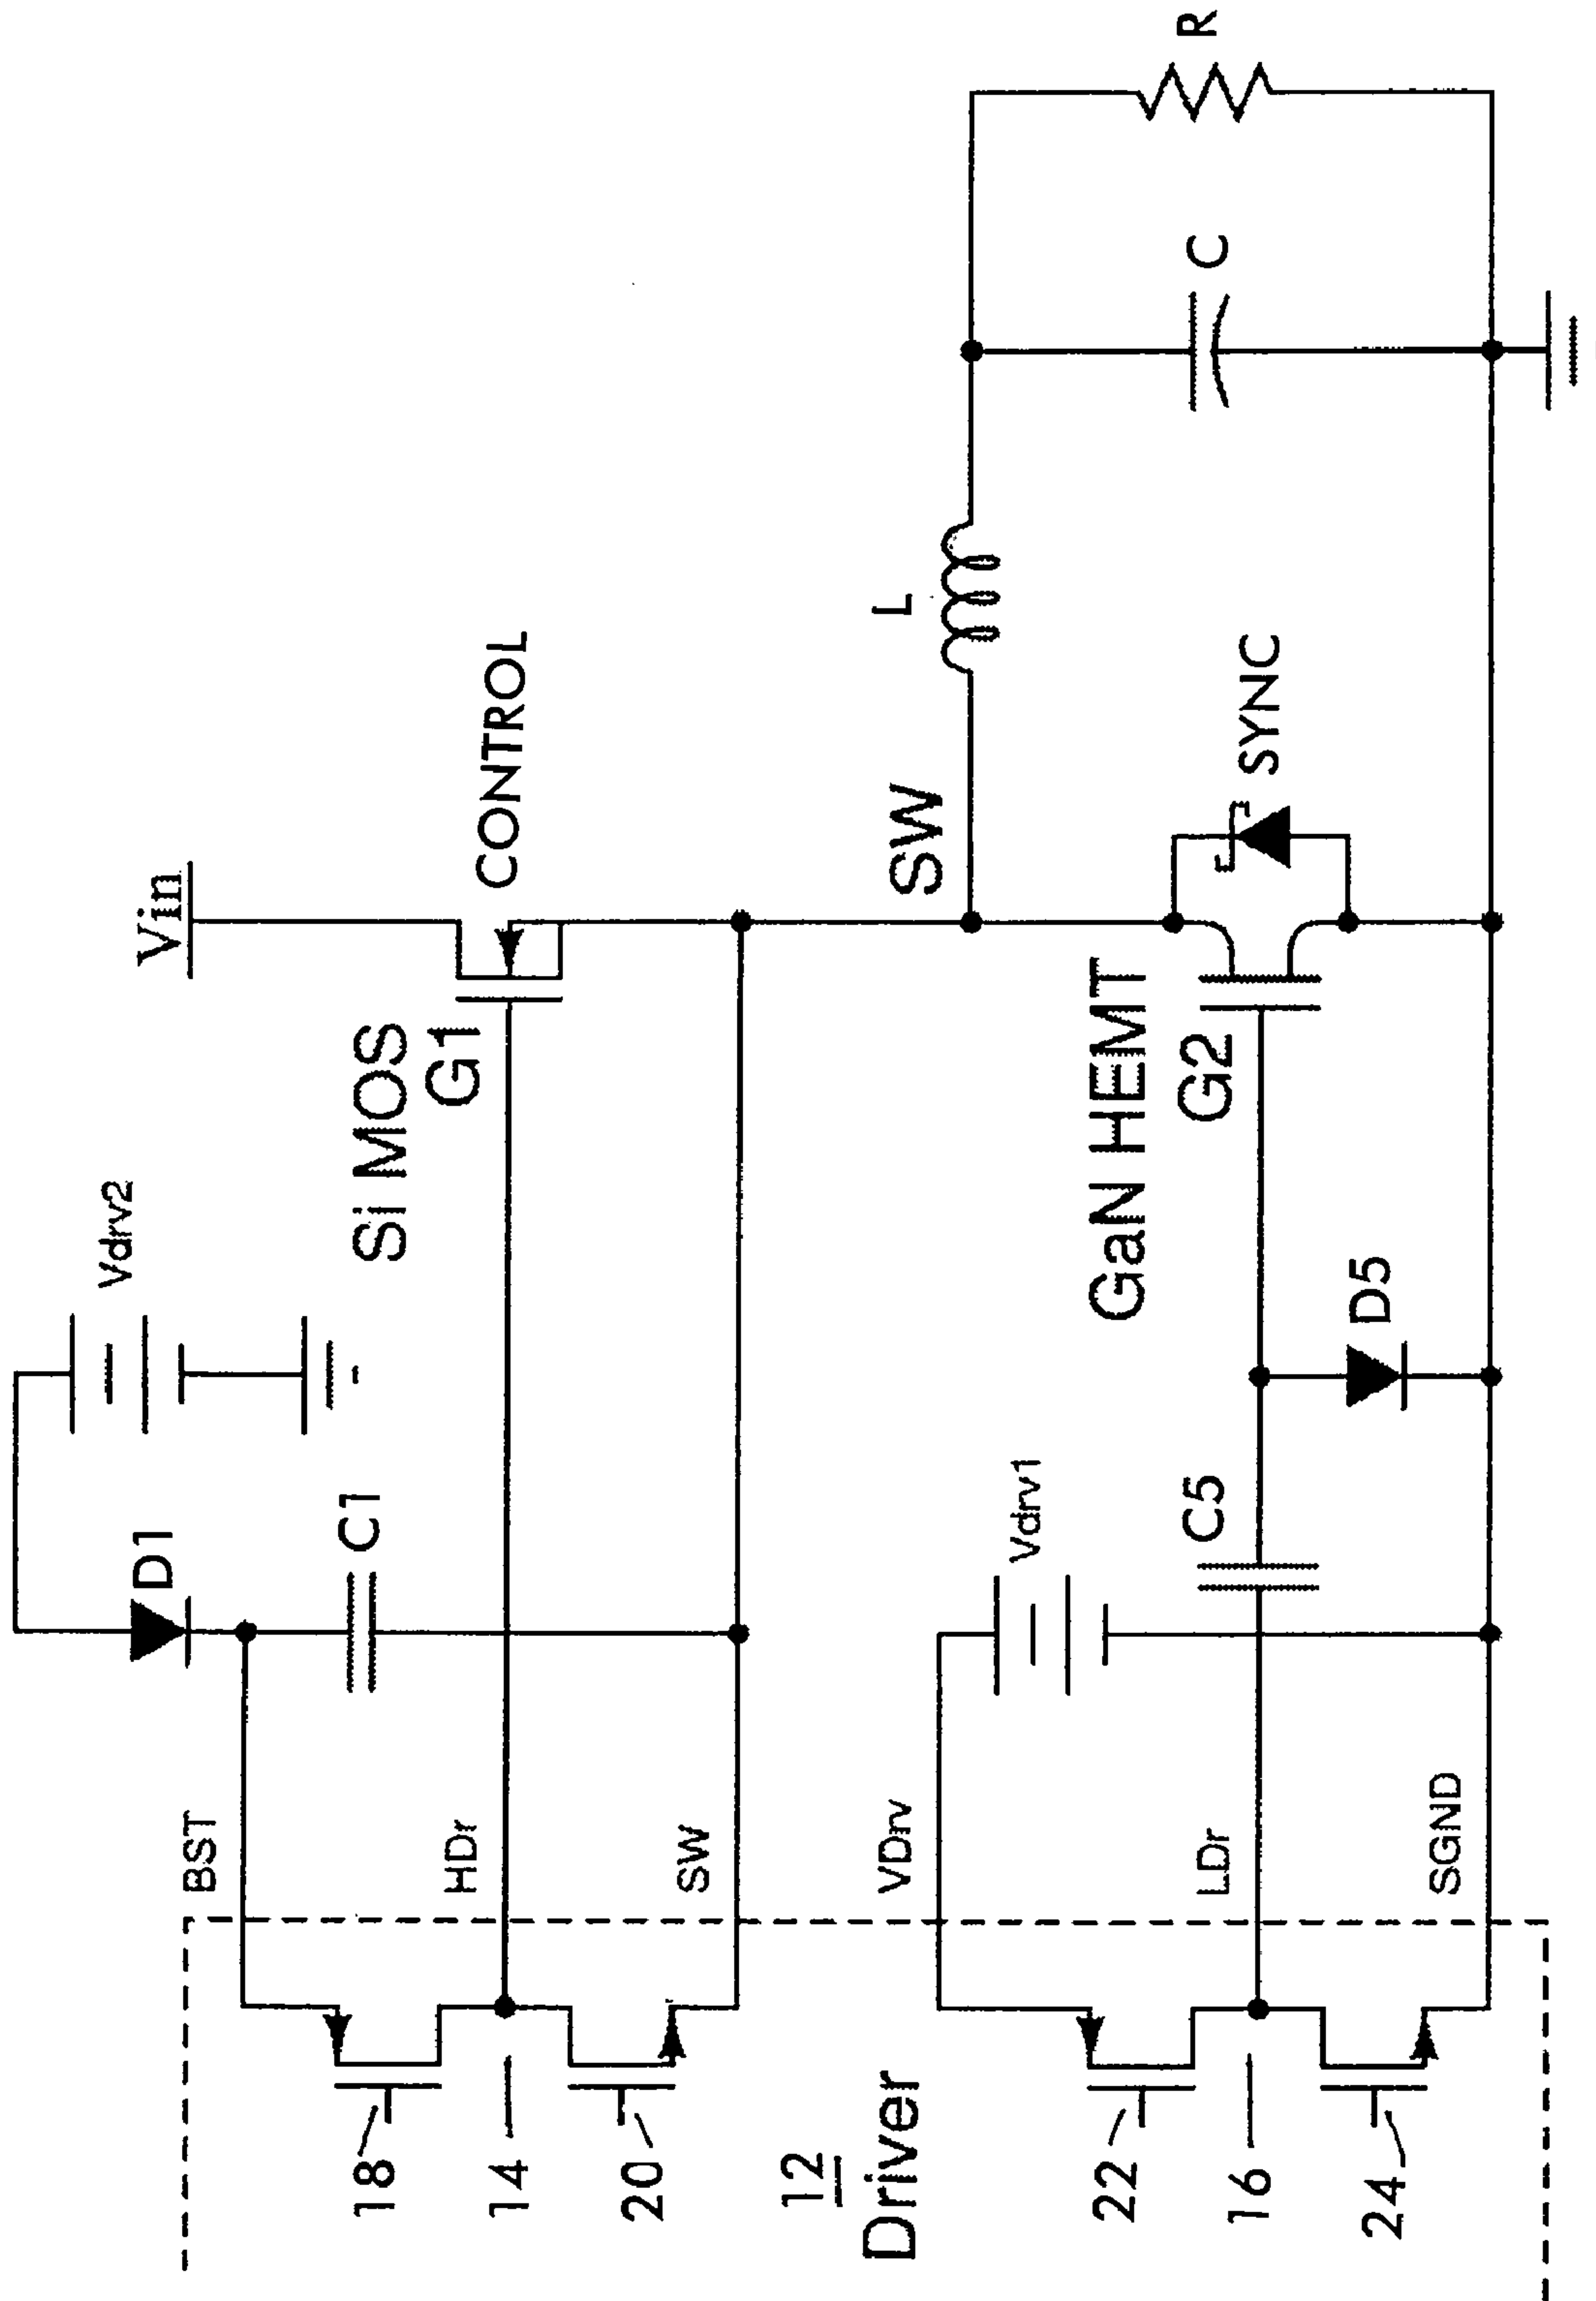 Vin
Vdrv2
D1
C1
BST
Si MOS
G1
CONTROL
HDr
SW
18
14
20
12
Driver
SW
L
C
R
Vdrv1
VDrv
C5
LDr
SGND
D5
GaN HEMT
G2
SYNC
22
16
24